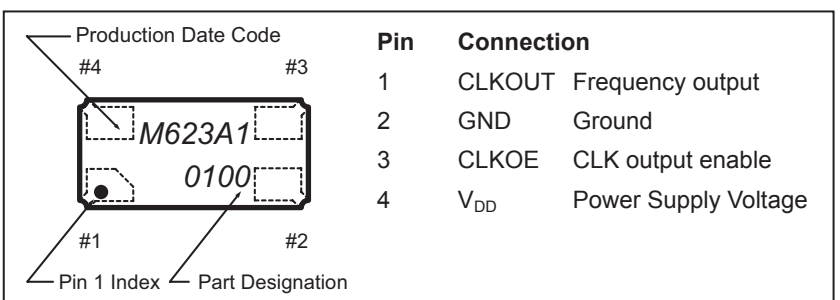 Production Date Code
#4 #3
M623A1
0100
#1 #2
Pin 1 Index Part Designation
Pin Connection
1 CLKOUT Frequency output
2 GND Ground
3 CLKOE CLK output enable
4 VDD Power Supply Voltage